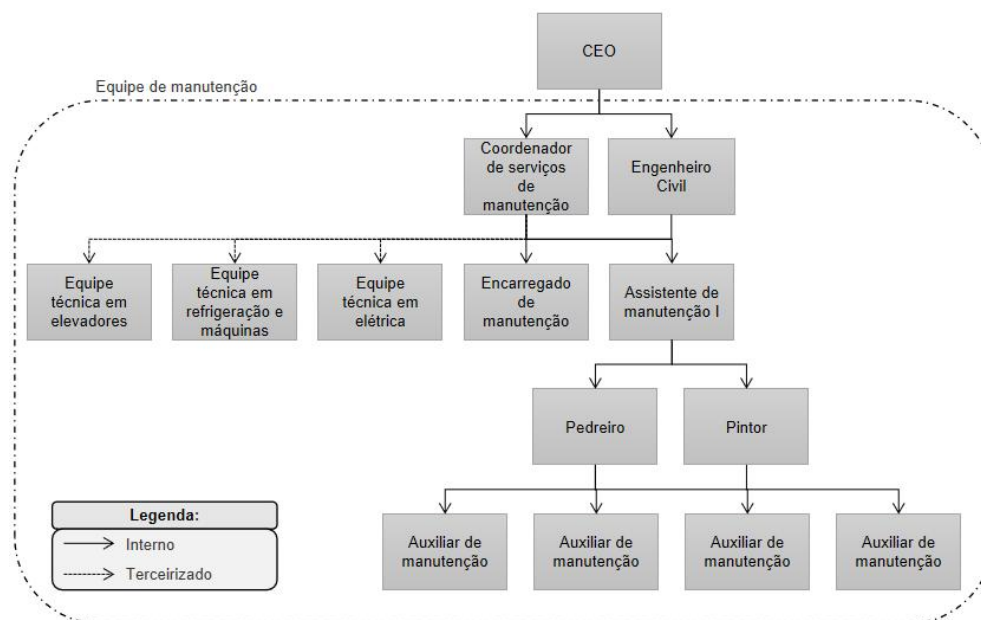 CEO
Equipe de manutenção
Coordenador
de serviços
de
manutenção
Engenheiro
Civil
Equipe
técnica em
elevadores
Equipe
técnica em
refrigeração e
máquinas
Equipe
técnica em
elétrica
Encarregado
de
manutenção
Assistente de
manutenção I
Pedreiro
Pintor
Legenda:
Interno
Terceirizado
Auxiliar de
manutenção
Auxiliar de
manutenção
Auxiliar de
manutenção
Auxiliar de
manutenção